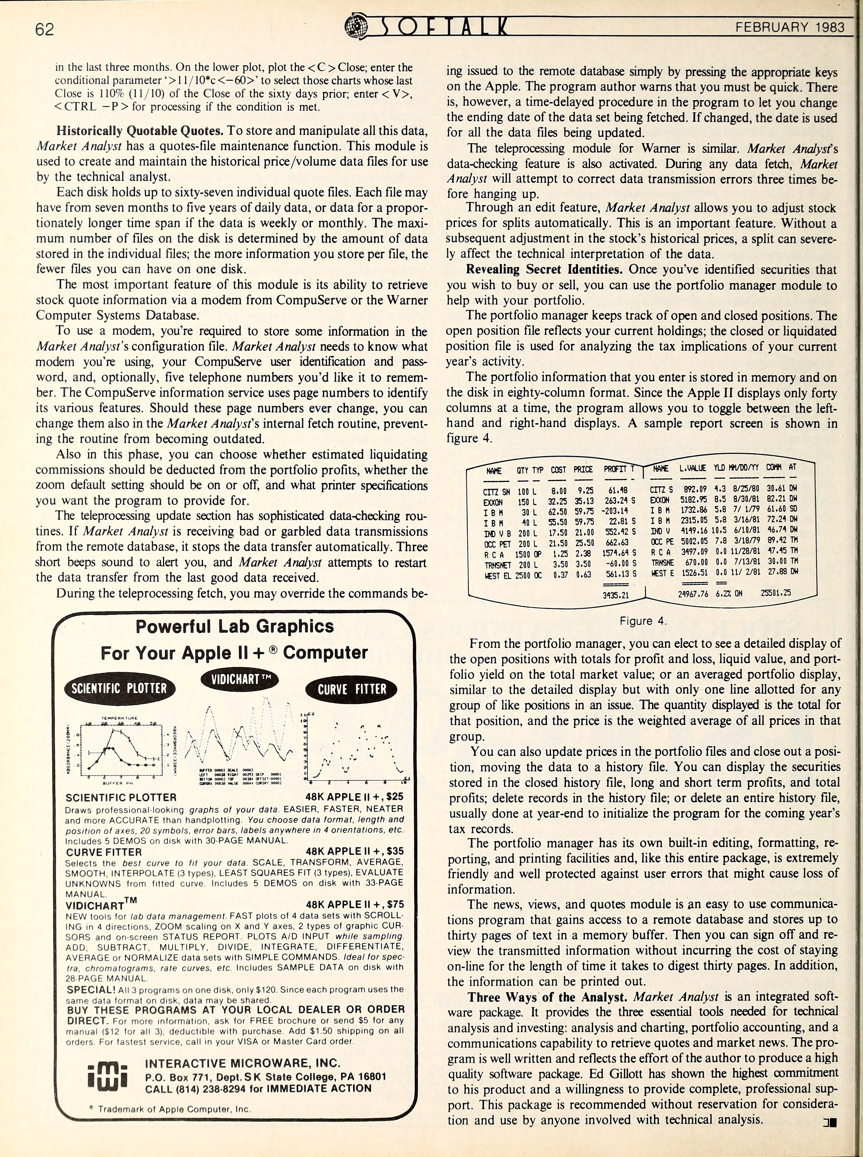 62
SOFTALK
FEBRUARY 1983
in the last three months. On the lower plot, plot the <C> Close; enter the
conditional parameter '>11/10*c<−60>' to select those charts whose last
Close is 110% (11/10) of the Close of the sixty days prior; enter <V>,
<CTRL −P> for processing if the condition is met.
Historically Quotable Quotes. To store and manipulate all this data,
Market Analyst has a quotes-file maintenance function. This module is
used to create and maintain the historical price/volume data files for use
by the technical analyst.
Each disk holds up to sixty-seven individual quote files. Each file may
have from seven months to five years of daily data, or data for a propor-
tionately longer time span if the data is weekly or monthly. The maxi-
mum number of files on the disk is determined by the amount of data
stored in the individual files; the more information you store per file, the
fewer files you can have on one disk.
The most important feature of this module is its ability to retrieve
stock quote information via a modem from CompuServe or the Warner
Computer Systems Database.
To use a modem, you're required to store some information in the
Market Analyst's configuration file. Market Analyst needs to know what
modem you're using, your CompuServe user identification and pass-
word, and, optionally, five telephone numbers you'd like it to remem-
ber. The CompuServe information service uses page numbers to identify
its various features. Should these page numbers ever change, you can
change them also in the Market Analyst's internal fetch routine, prevent-
ing the routine from becoming outdated.
Also in this phase, you can choose whether estimated liquidating
commissions should be deducted from the portfolio profits, whether the
zoom default setting should be on or off, and what printer specifications
you want the program to provide for.
The teleprocessing update section has sophisticated data-checking rou-
tines. If Market Analyst is receiving bad or garbled data transmissions
from the remote database, it stops the data transfer automatically. Three
short beeps sound to alert you, and Market Analyst attempts to restart
the data transfer from the last good data received.
During the teleprocessing fetch, you may override the commands be-
Powerful Lab Graphics
For Your Apple II + ® Computer
SCIENTIFIC PLOTTER
VIDICHART™
CURVE FITTER
TEMPERATURE
BUFFER PH
SCIENTIFIC PLOTTER 48K APPLE II +, $25
Draws professional-looking graphs of your data. EASIER, FASTER, NEATER
and more ACCURATE than handplotting. You choose data format, length and
position of axes, 20 symbols, error bars, labels anywhere in 4 orientations, etc.
Includes 5 DEMOS on disk with 30-PAGE MANUAL.
CURVE FITTER 48K APPLE II +, $35
Selects the best curve to fit your data. SCALE, TRANSFORM, AVERAGE,
SMOOTH, INTERPOLATE (3 types), LEAST SQUARES FIT (3 types), EVALUATE
UNKNOWNS from fitted curve. Includes 5 DEMOS on disk with 33-PAGE
MANUAL.
VIDICHART™ 48K APPLE II +, $75
NEW tools for lab data management. FAST plots of 4 data sets with SCROLL-
ING in 4 directions, ZOOM scaling on X and Y axes, 2 types of graphic CUR-
SORS and on-screen STATUS REPORT. PLOTS A/D INPUT while sampling.
ADD, SUBTRACT, MULTIPLY, DIVIDE, INTEGRATE, DIFFERENTIATE,
AVERAGE or NORMALIZE data sets with SIMPLE COMMANDS. Ideal for spec-
tra, chromatograms, rate curves, etc. Includes SAMPLE DATA on disk with
28-PAGE MANUAL.
SPECIAL! All 3 programs on one disk, only $120. Since each program uses the
same data format on disk, data may be shared.
BUY THESE PROGRAMS AT YOUR LOCAL DEALER OR ORDER
DIRECT. For more information, ask for FREE brochure or send $5 for any
manual ($12 for all 3), deductible with purchase. Add $1.50 shipping on all
orders. For fastest service, call in your VISA or Master Card order.
INTERACTIVE MICROWARE, INC.
P.O. Box 771, Dept. SK State College, PA 16801
CALL (814) 238-8294 for IMMEDIATE ACTION
® Trademark of Apple Computer, Inc.
ing issued to the remote database simply by pressing the appropriate keys
on the Apple. The program author warns that you must be quick. There
is, however, a time-delayed procedure in the program to let you change
the ending date of the data set being fetched. If changed, the date is used
for all the data files being updated.
The teleprocessing module for Warner is similar. Market Analyst's
data-checking feature is also activated. During any data fetch, Market
Analyst will attempt to correct data transmission errors three times be-
fore hanging up.
Through an edit feature, Market Analyst allows you to adjust stock
prices for splits automatically. This is an important feature. Without a
subsequent adjustment in the stock's historical prices, a split can severe-
ly affect the technical interpretation of the data.
Revealing Secret Identities. Once you've identified securities that
you wish to buy or sell, you can use the portfolio manager module to
help with your portfolio.
The portfolio manager keeps track of open and closed positions. The
open position file reflects your current holdings; the closed or liquidated
position file is used for analyzing the tax implications of your current
year's activity.
The portfolio information that you enter is stored in memory and on
the disk in eighty-column format. Since the Apple II displays only forty
columns at a time, the program allows you to toggle between the left-
hand and right-hand displays. A sample report screen is shown in
figure 4.
NAME QTY TYP COST PRICE PROFIT T NAME L.VALUE YLD MM/DD/YY COMM AT
CITZ SN 100 L 8.00 9.25 61.48 CITZ S 892.09 4.3 8/25/80 30.61 DW
EXXON 150 L 32.25 35.13 263.24 S EXXON 5182.95 8.5 8/30/81 82.21 DW
I B M 30 L 62.50 59.75 -203.14 I B M 1732.86 5.8 7/ 1/79 61.60 SD
I B M 40 L 55.50 59.75 22.81 S I B M 2315.05 5.8 3/16/81 72.24 DW
IND V B 200 L 17.50 21.00 552.42 S IND V 4149.16 10.5 6/10/81 46.74 DW
OCC PET 200 L 21.50 25.50 662.63 OCC PE 5002.05 7.8 3/18/79 89.42 TM
R C A 1500 OP 1.25 2.38 1574.64 S R C A 3497.09 0.0 11/28/81 47.45 TM
TRNSNET 200 L 3.50 3.50 -60.00 S TRNSNE 670.00 0.0 7/13/81 30.00 TM
WEST EL 2500 OC 0.37 0.63 561.13 S WEST E 1526.51 0.0 11/ 2/81 27.88 DW
3435.21 24967.76 6.2% ON 25501.25
Figure 4.
From the portfolio manager, you can elect to see a detailed display of
the open positions with totals for profit and loss, liquid value, and port-
folio yield on the total market value; or an averaged portfolio display,
similar to the detailed display but with only one line allotted for any
group of like positions in an issue. The quantity displayed is the total for
that position, and the price is the weighted average of all prices in that
group.
You can also update prices in the portfolio files and close out a posi-
tion, moving the data to a history file. You can display the securities
stored in the closed history file, long and short term profits, and total
profits; delete records in the history file; or delete an entire history file,
usually done at year-end to initialize the program for the coming year's
tax records.
The portfolio manager has its own built-in editing, formatting, re-
porting, and printing facilities and, like this entire package, is extremely
friendly and well protected against user errors that might cause loss of
information.
The news, views, and quotes module is an easy to use communica-
tions program that gains access to a remote database and stores up to
thirty pages of text in a memory buffer. Then you can sign off and re-
view the transmitted information without incurring the cost of staying
on-line for the length of time it takes to digest thirty pages. In addition,
the information can be printed out.
Three Ways of the Analyst. Market Analyst is an integrated soft-
ware package. It provides the three essential tools needed for technical
analysis and investing: analysis and charting, portfolio accounting, and a
communications capability to retrieve quotes and market news. The pro-
gram is well written and reflects the effort of the author to produce a high
quality software package. Ed Gillott has shown the highest commitment
to his product and a willingness to provide complete, professional sup-
port. This package is recommended without reservation for considera-
tion and use by anyone involved with technical analysis.